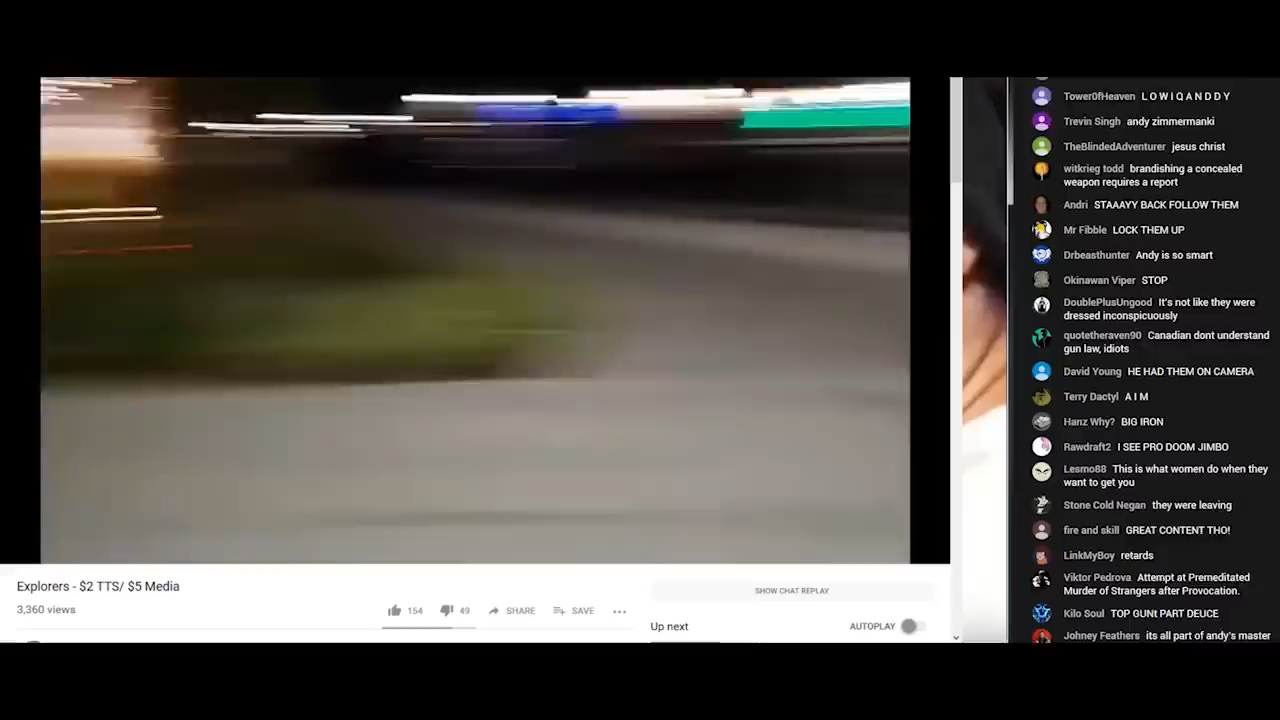 Tower0fHeaven L O W I Q A N D D Y
Trevin Singh andy zimmermanki
TheBlindedAdventurer jesus christ
witkrieg todd brandishing a concealed
weapon requires a report
Andri STAAAYY BACK FOLLOW THEM
Mr Fibble LOCK THEM UP
Drbeasthunter Andy is so smart
Okinawan Viper STOP
DoublePlusUngood It's not like they were
dressed inconspicuously
quotetheraven90 Canadian dont understand
gun law, idiots
David Young HE HAD THEM ON CAMERA
Terry Dactyl A I M
Hanz Why? BIG IRON
Rawdraft2 I SEE PRO DOOM JIMBO
Lesmo88 This is what women do when they
want to get you
Stone Cold Negan they were leaving
fire and skill GREAT CONTENT THO!
LinkMyBoy retards
Viktor Pedrova Attempt at Premeditated
Murder of Strangers after Provocation.
Kilo Soul TOP GUNt PART DEUCE
Johney Feathers its all part of andy's master
Explorers - $2 TTS/ $5 Media
3,360 views
154 49 SHARE SAVE
SHOW CHAT REPLAY
Up next AUTOPLAY